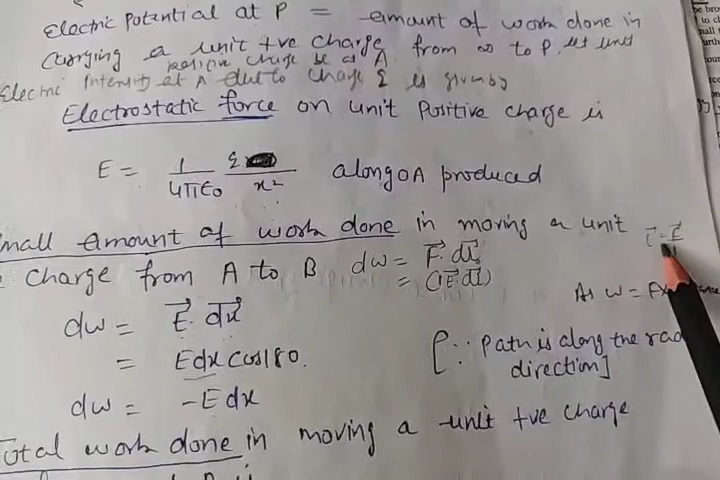 Electric Potential at P = amount of work done in
Carrying a unit +ve charge from ∞ to P. let unit
positive charge be at A
Electric Intensity at A due to charge q is given by
Electrostatic force on unit positive charge is
E = 1/4πε₀ q/x² along OA produced
small amount of work done in moving a unit
charge from A to B dw = F⃗·dl⃗
= (1E⃗·dl⃗)
As w = F×
dw = E⃗·dx⃗
= Edx cos180.
[∵ Path is along the rad
direction]
dw = -Edx
Total work done in moving a unit +ve charge